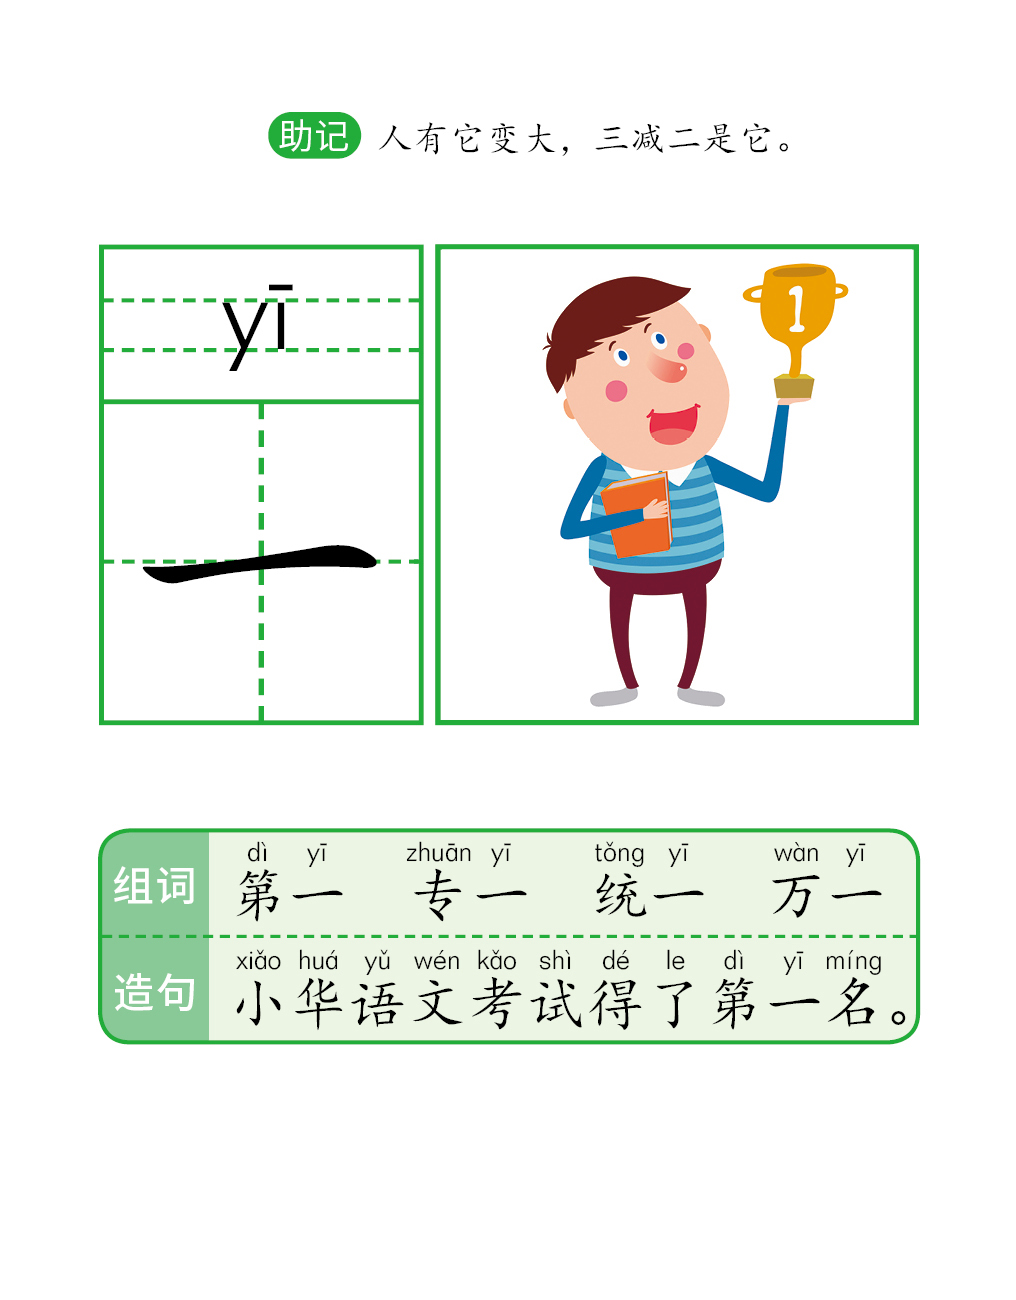 助记 人有它变大，三减二是它。
yī
一
1
dì yī zhuān yī tǒng yī wàn yī
组词 第一 专一 统一 万一
xiǎo huá yǔ wén kǎo shì dé le dì yī míng
造句 小华语文考试得了第一名。